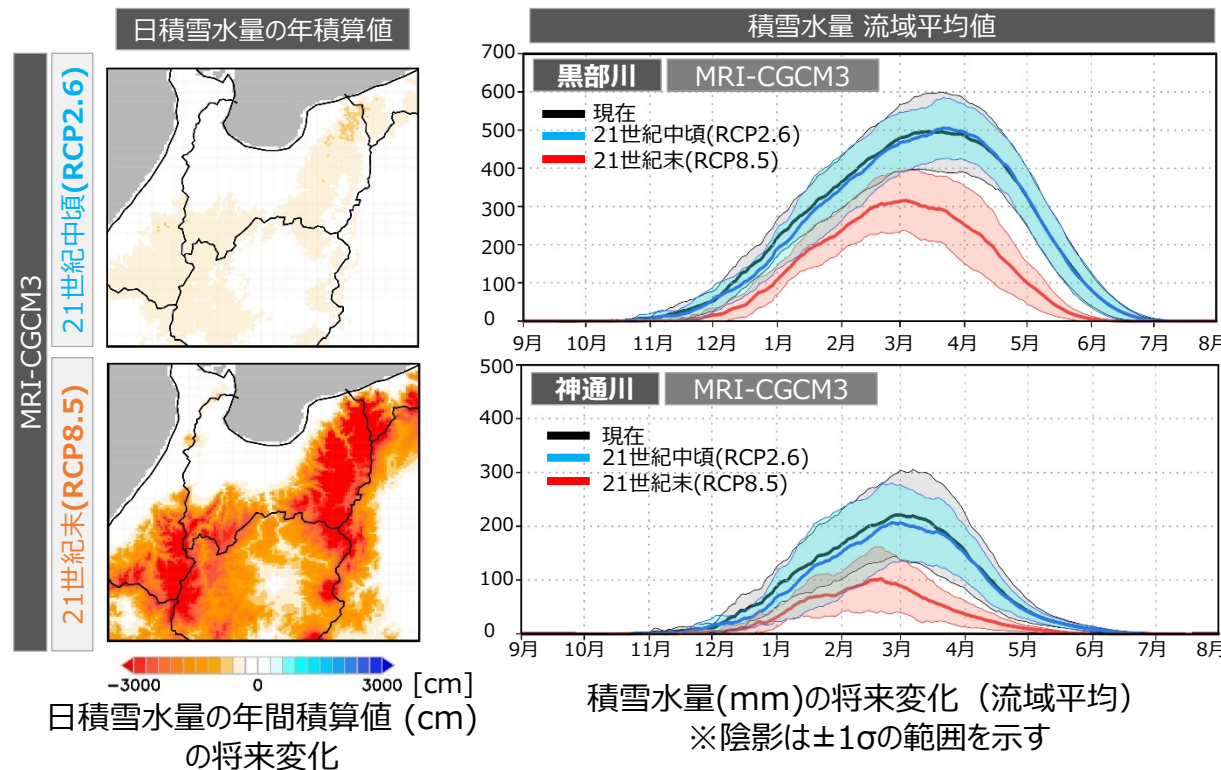 日積雪水量の年積算値
MRI-CGCM3
21世紀中頃(RCP2.6)
21世紀末(RCP8.5)
-3000 0 3000 [cm]
日積雪水量の年間積算値 (cm)
の将来変化
積雪水量 流域平均値
黒部川 MRI-CGCM3
現在
21世紀中頃(RCP2.6)
21世紀末(RCP8.5)
700
600
500
400
300
200
100
0
9月 10月 11月 12月 1月 2月 3月 4月 5月 6月 7月 8月
神通川 MRI-CGCM3
現在
21世紀中頃(RCP2.6)
21世紀末(RCP8.5)
500
400
300
200
100
0
9月 10月 11月 12月 1月 2月 3月 4月 5月 6月 7月 8月
積雪水量(mm)の将来変化（流域平均）
※陰影は±1σの範囲を示す